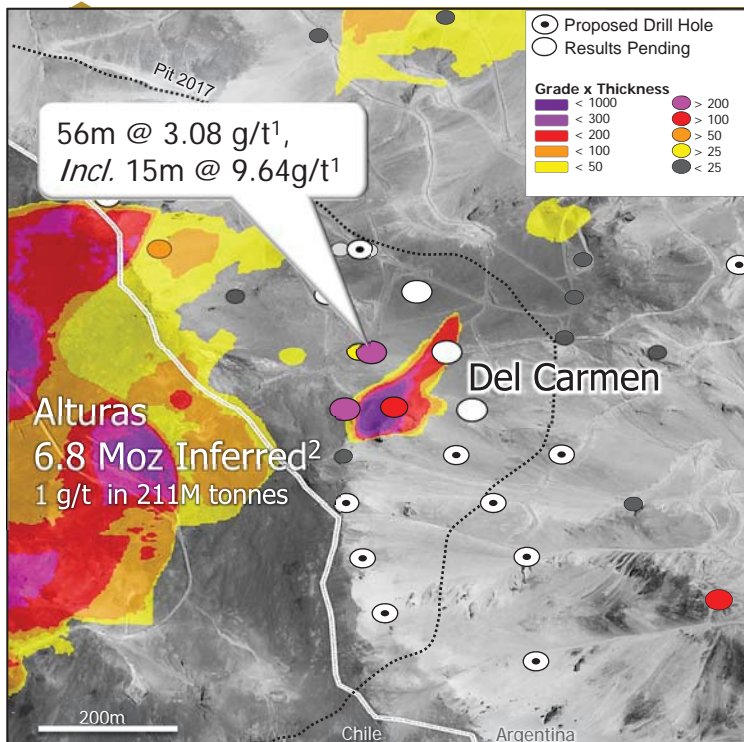 Proposed Drill Hole
Results Pending
Grade x Thickness
< 1000
< 300
< 200
< 100
< 50
> 200
> 100
> 50
> 25
< 25
Pit 2017
56m @ 3.08 g/t¹,
Incl. 15m @ 9.64g/t¹
Del Carmen
Alturas
6.8 Moz Inferred²
1 g/t in 211M tonnes
200m
Chile
Argentina